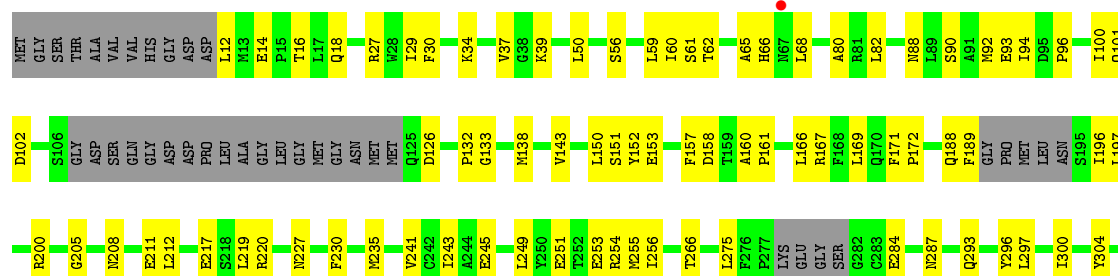 MET GLY SER THR ALA VAL VAL HIS GLY ASP ASP L12 M13 E14 P15 T16 L17 Q18 R27 W28 I29 F30 K34 V37 G38 K39 L50 S56 L59 I60 S61 T62 A65 H66 N67 L68 A80 R81 L82 N88 L89 S90 A91 M92 E93 I94 D95 P96 I100 Q101
D102 S106 GLY ASP SER GLN GLY ASP ASP PRO LEU ALA GLY LEU GLY MET GLY ASN MET MET Q125 D126 P132 G133 M138 V143 L150 S151 Y152 E153 F157 D158 T159 A160 P161 L166 R167 F168 L169 Q170 F171 P172 Q188 F189 GLY PRO MET LEU ASN S195 I196 L197
R200 G205 N208 E211 L212 E217 S218 L219 R220 N227 F230 M235 V241 C242 I243 A244 E245 L249 Y250 E251 T252 E253 R254 M255 I256 T266 L275 F276 P277 LYS GLU GLY SER G282 C283 E284 N287 Q293 Y296 L297 I300 Y304